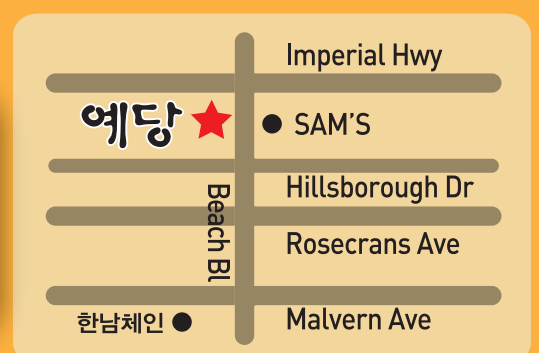 Imperial Hwy
예당
SAM'S
Hillsborough Dr
Beach Bl
Rosecrans Ave
한남체인
Malvern Ave